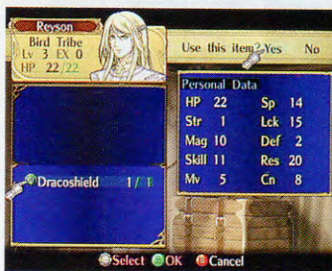 Reyson
Bird Tribe
Lv 3 EX 0
HP 22/22
Use this item? Yes No
Personal Data
HP 22 Sp 14
Str 1 Lck 15
Mag 10 Def 2
Skill 11 Res 20
Mv 5 Cn 8
Dracoshield 1/1
Select OK Cancel